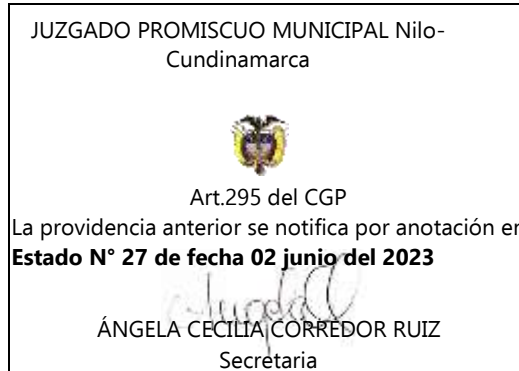 JUZGADO PROMISCUO MUNICIPAL Nilo-
Cundinamarca
Art.295 del CGP
La providencia anterior se notifica por anotación en
Estado N° 27 de fecha 02 junio del 2023
ÁNGELA CECILIA CORREDOR RUIZ
Secretaria